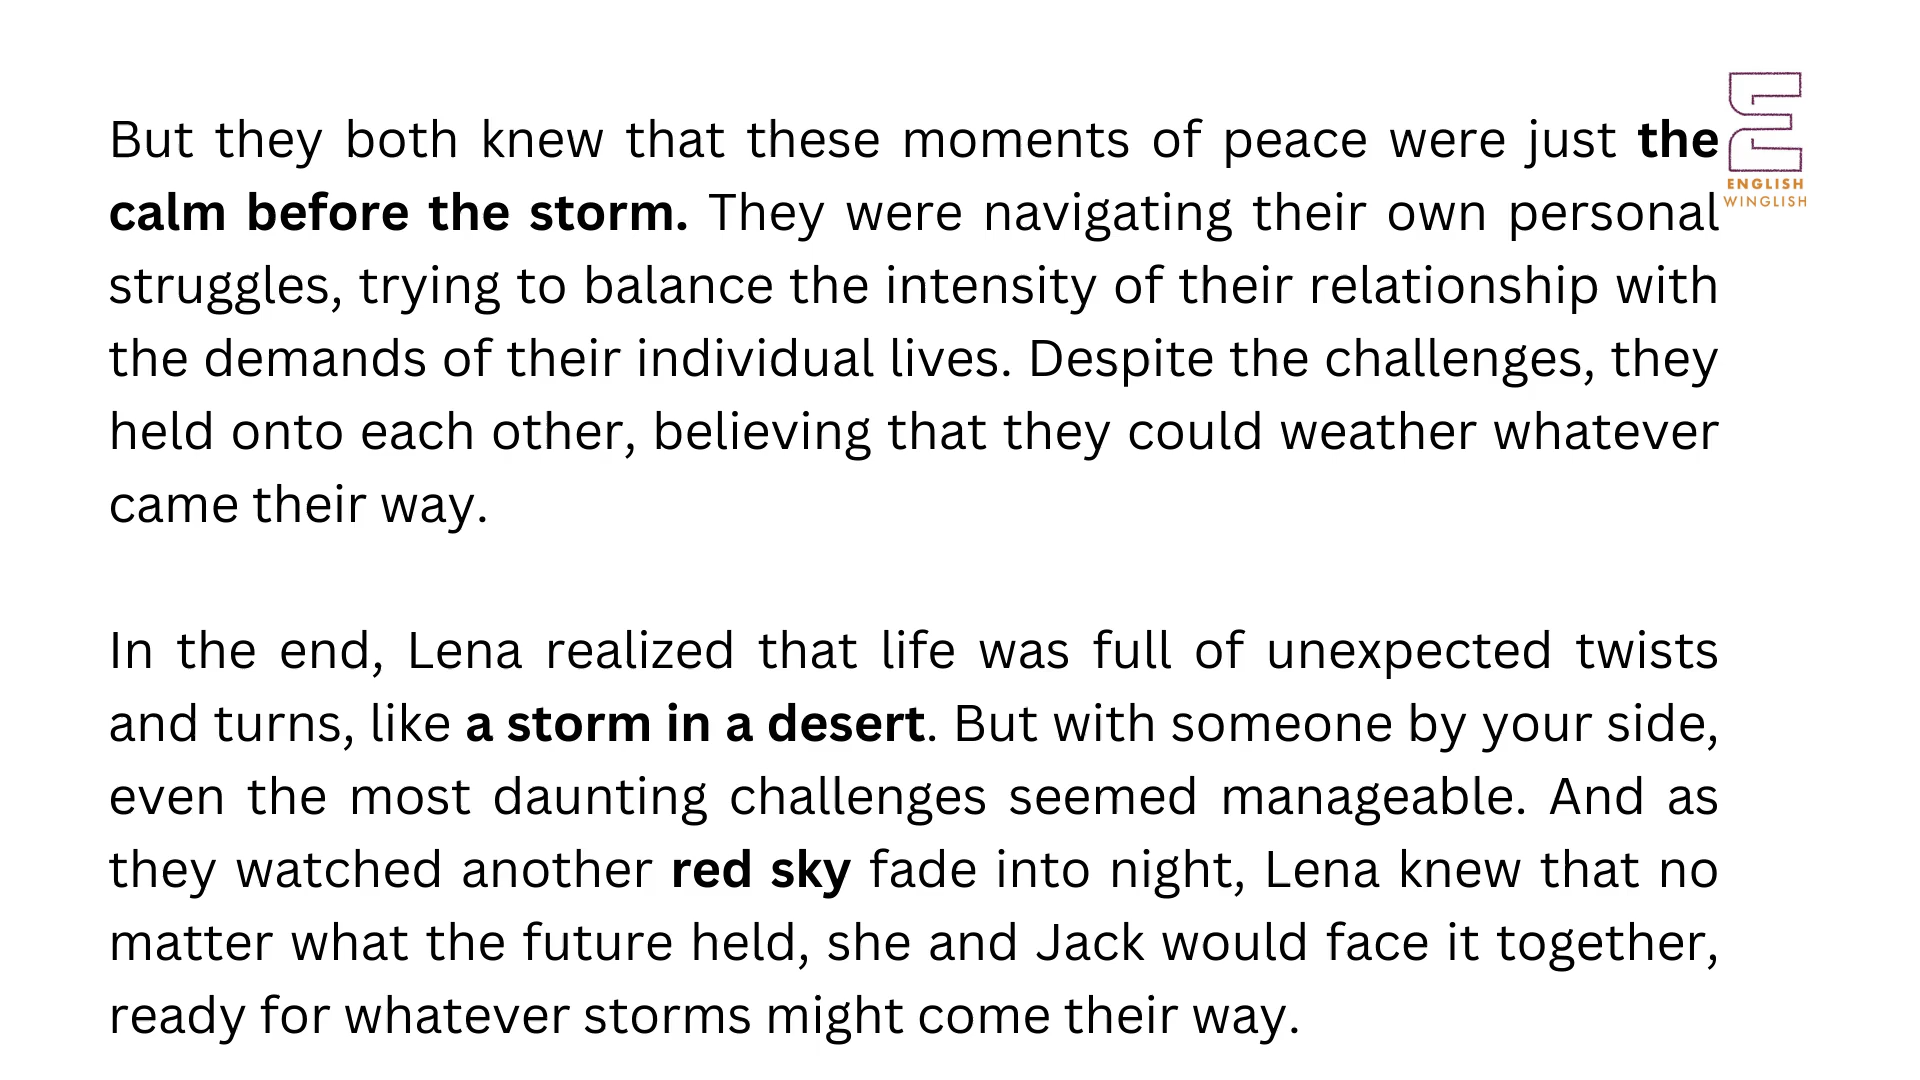 But they both knew that these moments of peace were just the
calm before the storm. They were navigating their own personal
struggles, trying to balance the intensity of their relationship with
the demands of their individual lives. Despite the challenges, they
held onto each other, believing that they could weather whatever
came their way.
In the end, Lena realized that life was full of unexpected twists
and turns, like a storm in a desert. But with someone by your side,
even the most daunting challenges seemed manageable. And as
they watched another red sky fade into night, Lena knew that no
matter what the future held, she and Jack would face it together,
ready for whatever storms might come their way.
ENGLISH
WINGLISH